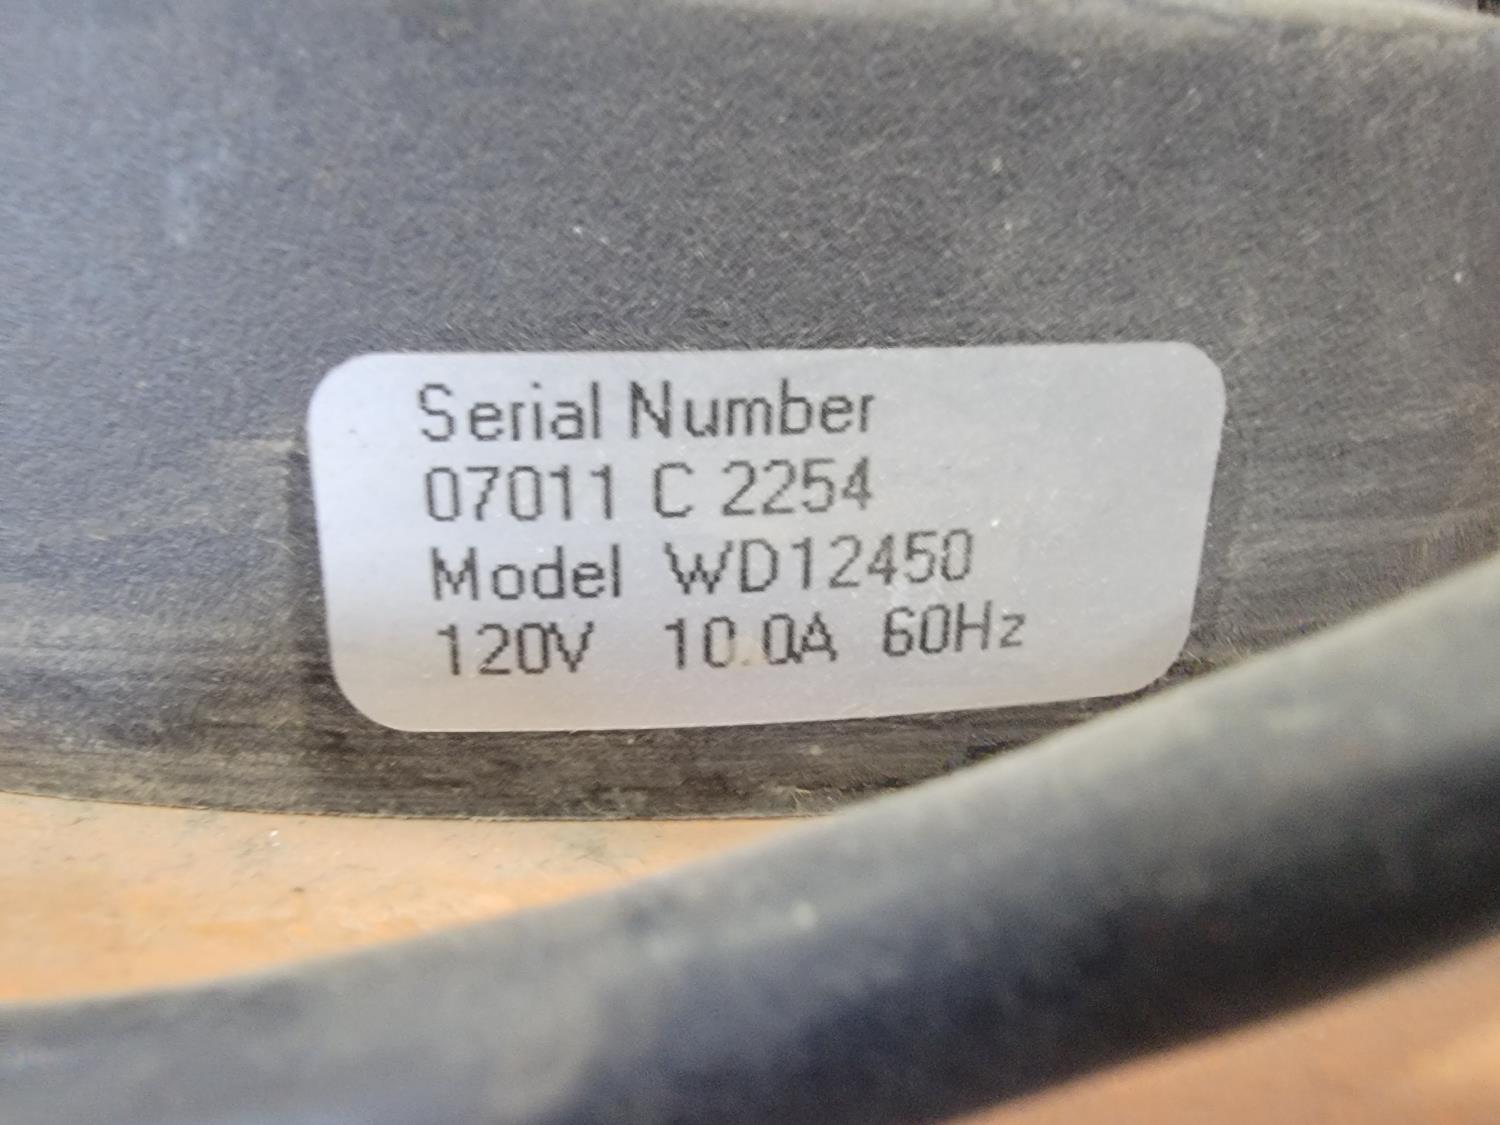 Serial Number
07011 C 2254
Model WD12450
120V 10.0A 60Hz